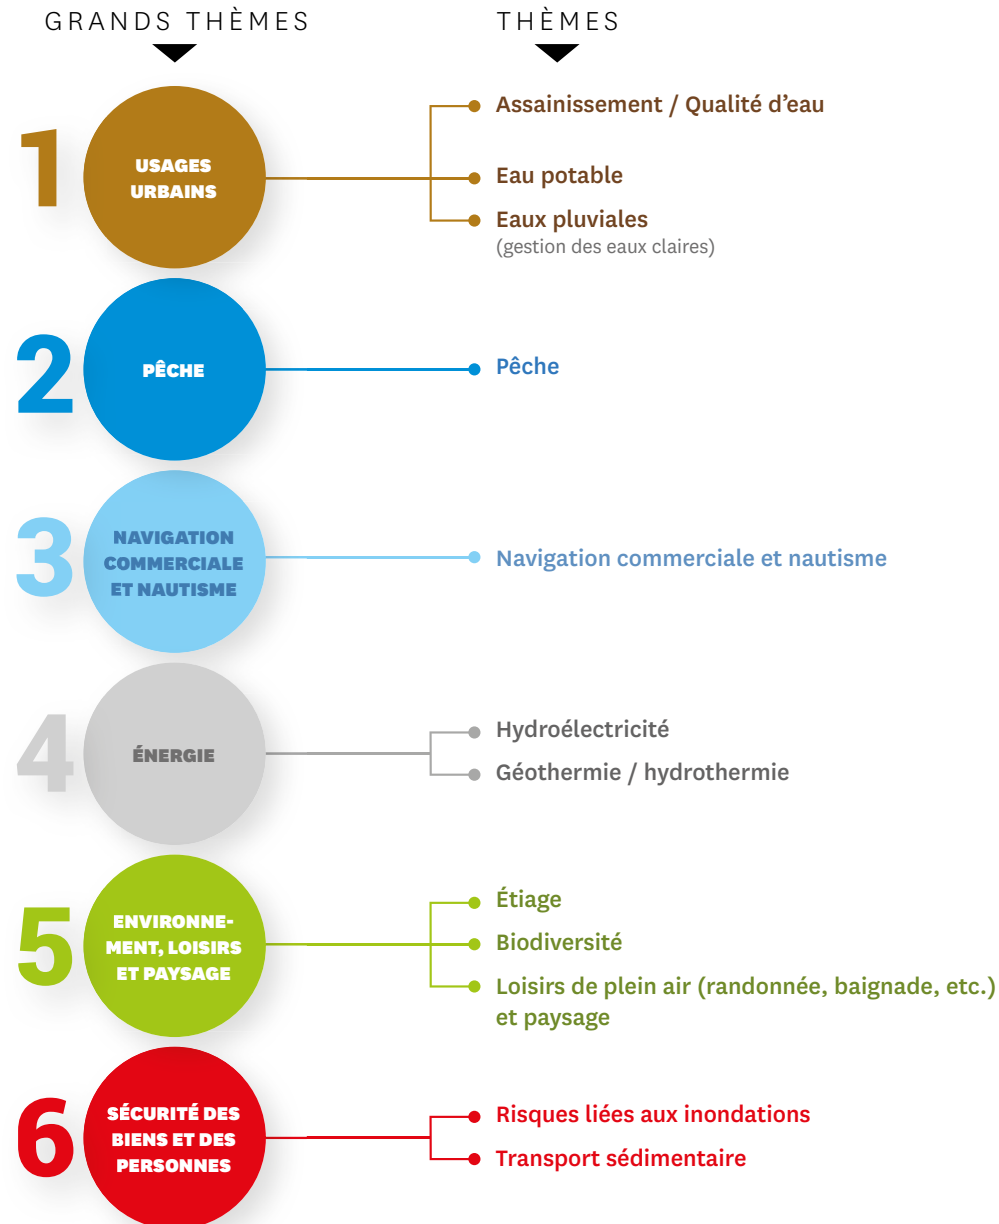 GRANDS THÈMES
THÈMES
1
USAGES
URBAINS
Assainissement / Qualité d'eau
Eau potable
Eaux pluviales
(gestion des eaux claires)
2
PÊCHE
Pêche
3
NAVIGATION
COMMERCIALE
ET NAUTISME
Navigation commerciale et nautisme
4
ÉNERGIE
Hydroélectricité
Géothermie / hydrothermie
5
ENVIRONNE-
MENT, LOISIRS
ET PAYSAGE
Étiage
Biodiversité
Loisirs de plein air (randonnée, baignade, etc.)
et paysage
6
SÉCURITÉ DES
BIENS ET DES
PERSONNES
Risques liées aux inondations
Transport sédimentaire